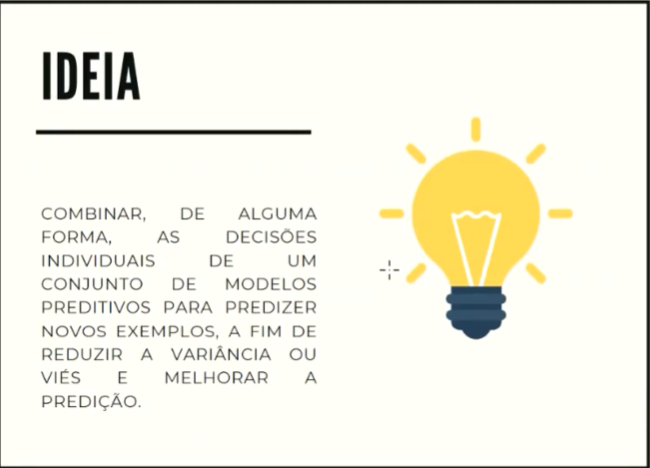 IDEIA
COMBINAR, DE ALGUMA
FORMA, AS DECISÕES
INDIVIDUAIS DE UM
CONJUNTO DE MODELOS
PREDITIVOS PARA PREDIZER
NOVOS EXEMPLOS, A FIM DE
REDUZIR A VARIÂNCIA OU
VIÉS E MELHORAR A
PREDIÇÃO.